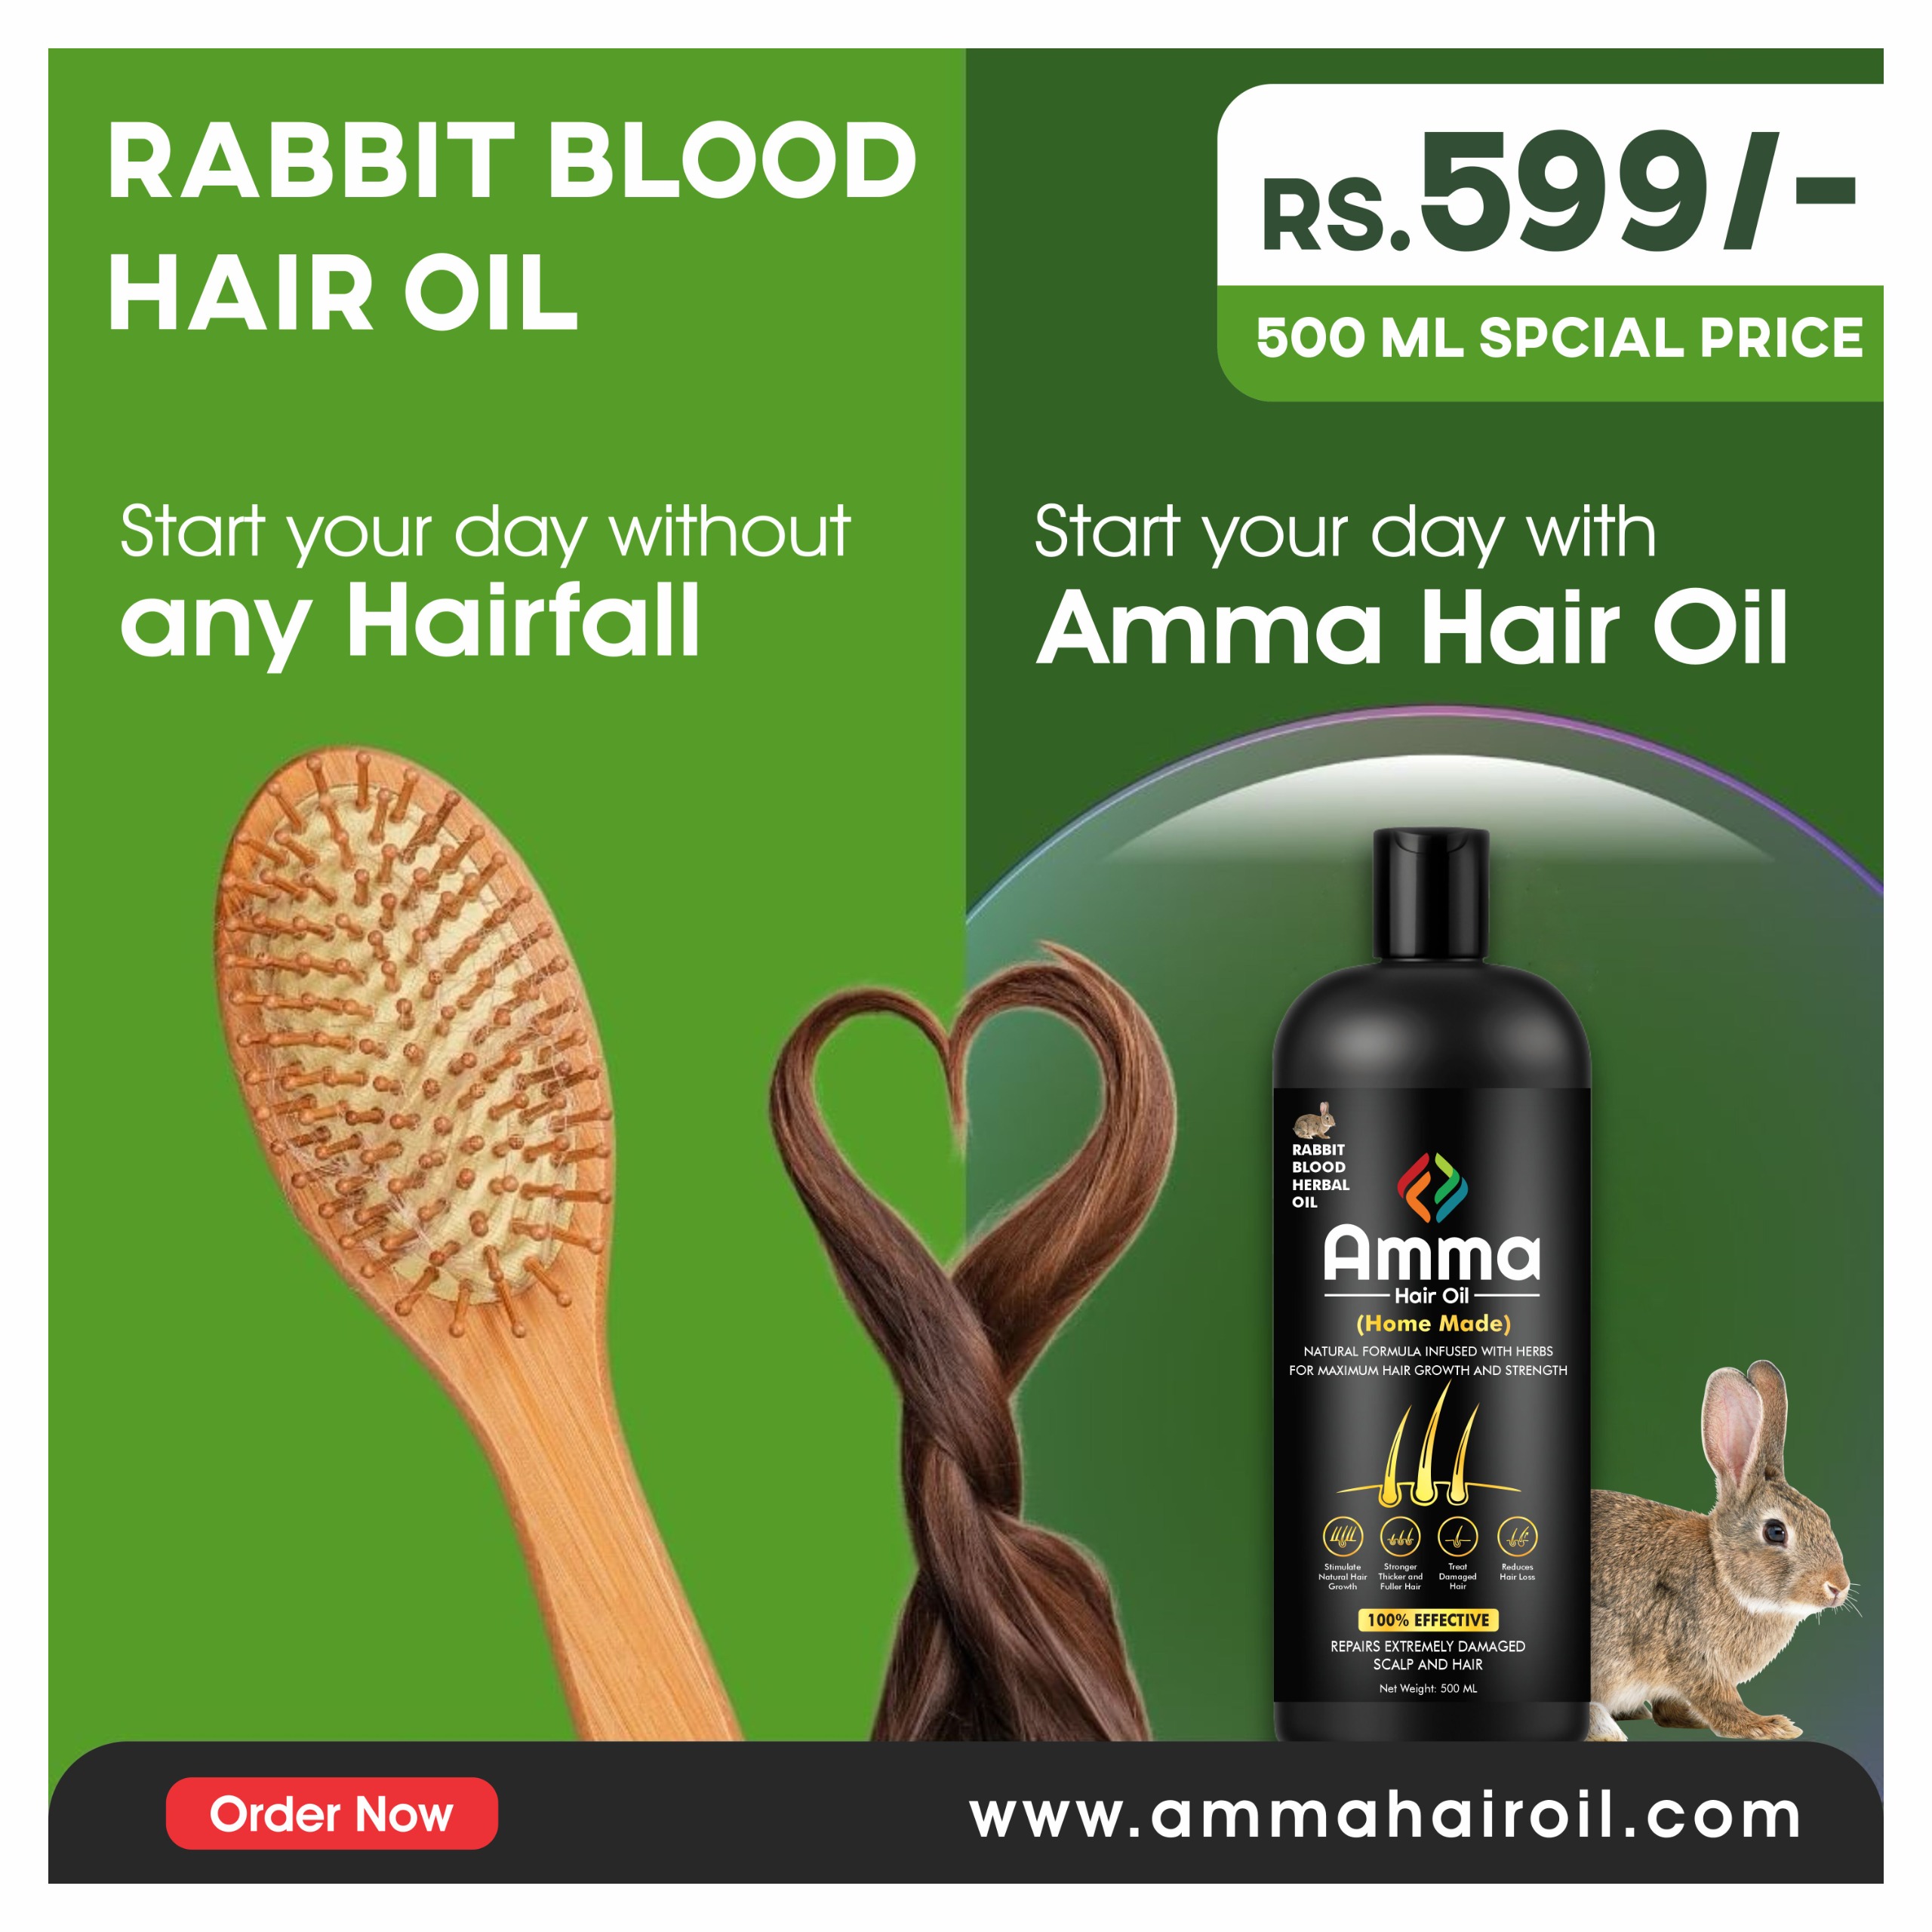 RABBIT BLOOD
HAIR OIL
RS.599/-
500 ML SPCIAL PRICE
Start your day without
any Hairfall
Start your day with
Amma Hair Oil
RABBIT
BLOOD
HERBAL
OIL
Amma
Hair Oil
(Home Made)
NATURAL FORMULA INFUSED WITH HERBS
FOR MAXIMUM HAIR GROWTH AND STRENGTH
Stimulate
Natural Hair
Growth
Stronger
Thicker and
Fuller Hair
Treat
Damaged
Hair
Reduces
Hair Loss
100% EFFECTIVE
REPAIRS EXTREMELY DAMAGED
SCALP AND HAIR
Net Weight: 500 ML
Order Now
www.ammahairoil.com